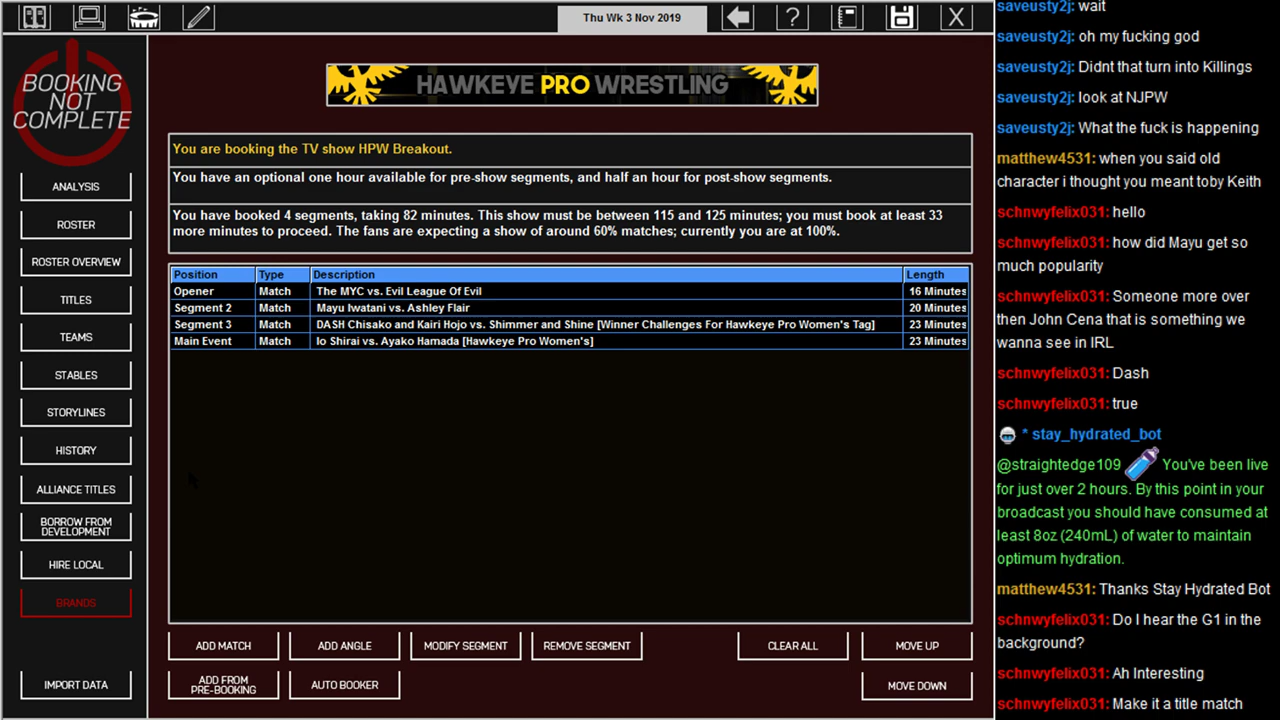 Thu Wk 3 Nov 2019
?
X
BOOKING
NOT
COMPLETE
HAWKEYE PRO WRESTLING
ANALYSIS
ROSTER
ROSTER OVERVIEW
TITLES
TEAMS
STABLES
STORYLINES
HISTORY
ALLIANCE TITLES
BORROW FROM
DEVELOPMENT
HIRE LOCAL
BRANDS
IMPORT DATA
You are booking the TV show HPW Breakout.
You have an optional one hour available for pre-show segments, and half an hour for post-show segments.
You have booked 4 segments, taking 82 minutes. This show must be between 115 and 125 minutes; you must book at least 33
more minutes to proceed. The fans are expecting a show of around 60% matches; currently you are at 100%.
Position Type Description Length
Opener Match The MYC vs. Evil League Of Evil 16 Minutes
Segment 2 Match Mayu Iwatani vs. Ashley Flair 20 Minutes
Segment 3 Match DASH Chisako and Kairi Hojo vs. Shimmer and Shine [Winner Challenges For Hawkeye Pro Women's Tag] 23 Minutes
Main Event Match Io Shirai vs. Ayako Hamada [Hawkeye Pro Women's] 23 Minutes
ADD MATCH ADD ANGLE MODIFY SEGMENT REMOVE SEGMENT CLEAR ALL MOVE UP
ADD FROM
PRE-BOOKING
AUTO BOOKER
MOVE DOWN
saveusty2j: wait
saveusty2j: oh my fucking god
saveusty2j: Didnt that turn into Killings
saveusty2j: look at NJPW
saveusty2j: What the fuck is happening
matthew4531: when you said old
character i thought you meant toby Keith
schnwyfelix031: hello
schnwyfelix031: how did Mayu get so
much popularity
schnwyfelix031: Someone more over
then John Cena that is something we
wanna see in IRL
schnwyfelix031: Dash
schnwyfelix031: true
* stay_hydrated_bot
@straightedge109 You've been live
for just over 2 hours. By this point in your
broadcast you should have consumed at
least 8oz (240mL) of water to maintain
optimum hydration.
matthew4531: Thanks Stay Hydrated Bot
schnwyfelix031: Do I hear the G1 in the
background?
schnwyfelix031: Ah Interesting
schnwyfelix031: Make it a title match